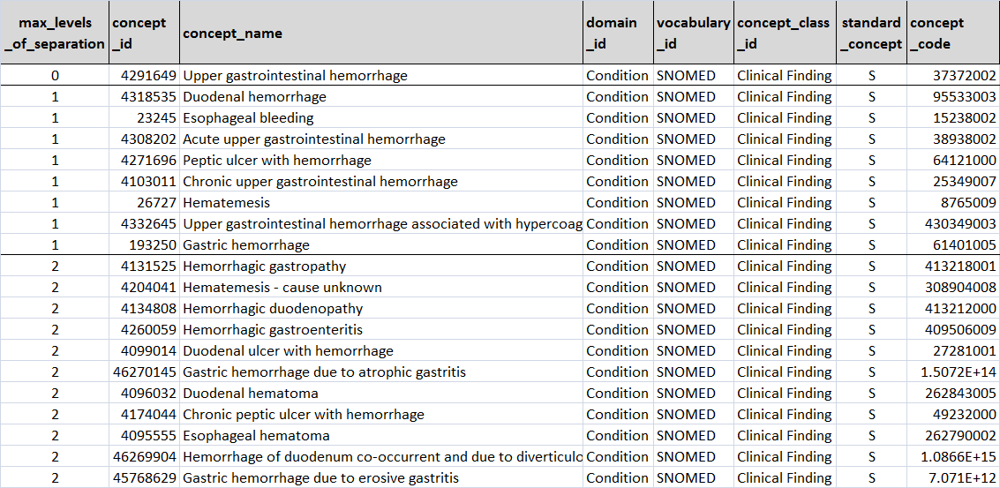 max_levels _of_separation concept _id concept_name domain _id vocabulary _id concept_class _id standard _concept concept _code
0 4291649 Upper gastrointestinal hemorrhage Condition SNOMED Clinical Finding S 37372002
1 4318535 Duodenal hemorrhage Condition SNOMED Clinical Finding S 95533003
1 23245 Esophageal bleeding Condition SNOMED Clinical Finding S 15238002
1 4308202 Acute upper gastrointestinal hemorrhage Condition SNOMED Clinical Finding S 38938002
1 4271696 Peptic ulcer with hemorrhage Condition SNOMED Clinical Finding S 64121000
1 4103011 Chronic upper gastrointestinal hemorrhage Condition SNOMED Clinical Finding S 25349007
1 26727 Hematemesis Condition SNOMED Clinical Finding S 8765009
1 4332645 Upper gastrointestinal hemorrhage associated with hypercoag Condition SNOMED Clinical Finding S 430349003
1 193250 Gastric hemorrhage Condition SNOMED Clinical Finding S 61401005
2 4131525 Hemorrhagic gastropathy Condition SNOMED Clinical Finding S 413218001
2 4204041 Hematemesis - cause unknown Condition SNOMED Clinical Finding S 308904008
2 4134808 Hemorrhagic duodenopathy Condition SNOMED Clinical Finding S 413212000
2 4260059 Hemorrhagic gastroenteritis Condition SNOMED Clinical Finding S 409506009
2 4099014 Duodenal ulcer with hemorrhage Condition SNOMED Clinical Finding S 27281001
2 46270145 Gastric hemorrhage due to atrophic gastritis Condition SNOMED Clinical Finding S 1.5072E+14
2 4096032 Duodenal hematoma Condition SNOMED Clinical Finding S 262843005
2 4174044 Chronic peptic ulcer with hemorrhage Condition SNOMED Clinical Finding S 49232000
2 4095555 Esophageal hematoma Condition SNOMED Clinical Finding S 262790002
2 46269904 Hemorrhage of duodenum co-occurrent and due to diverticulo Condition SNOMED Clinical Finding S 1.0866E+15
2 45768629 Gastric hemorrhage due to erosive gastritis Condition SNOMED Clinical Finding S 7.071E+12